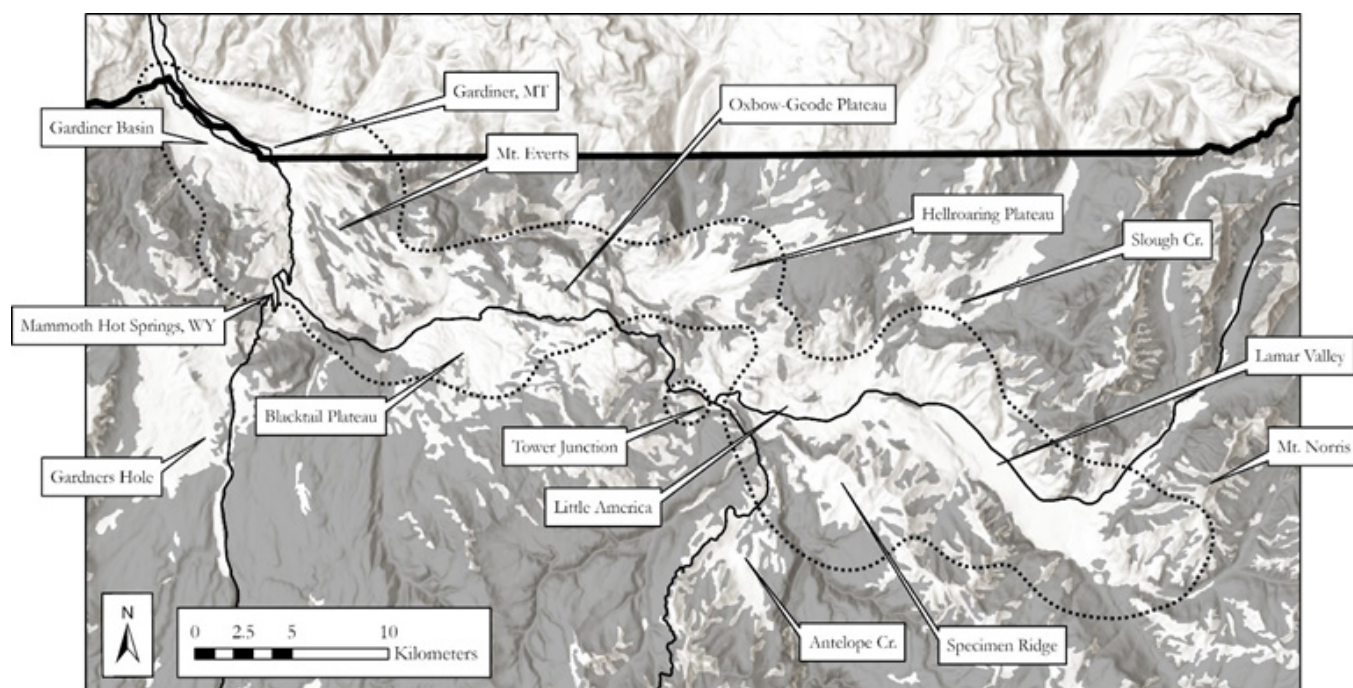 Gardiner, MT
Oxbow-Geode Plateau
Gardiner Basin
Mt. Everts
Hellroaring Plateau
Slough Cr.
Mammoth Hot Springs, WY
Lamar Valley
Blacktail Plateau
Tower Junction
Mt. Norris
Gardners Hole
Little America
N
0 2.5 5 10
Kilometers
Antelope Cr.
Specimen Ridge